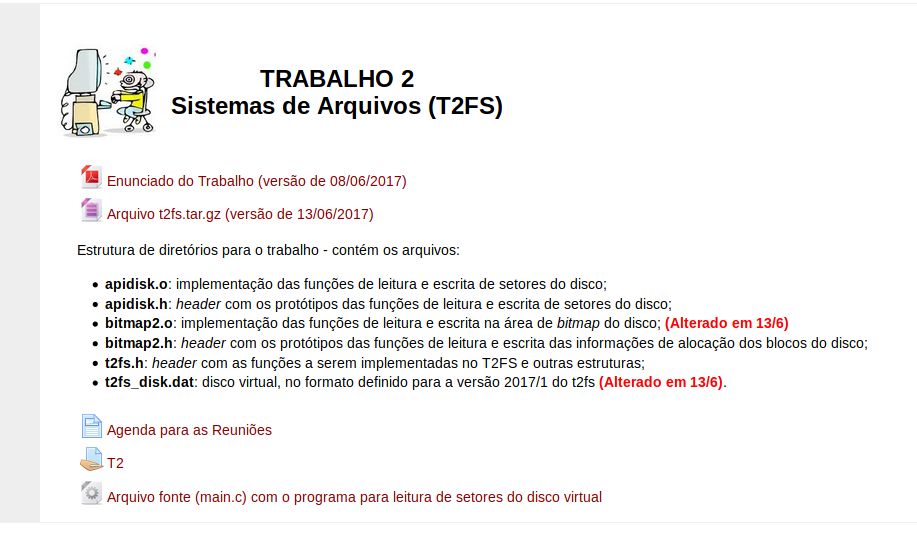 TRABALHO 2
Sistemas de Arquivos (T2FS)
Enunciado do Trabalho (versão de 08/06/2017)
Arquivo t2fs.tar.gz (versão de 13/06/2017)
Estrutura de diretórios para o trabalho - contém os arquivos:
apidisk.o: implementação das funções de leitura e escrita de setores do disco;
apidisk.h: header com os protótipos das funções de leitura e escrita de setores do disco;
bitmap2.o: implementação das funções de leitura e escrita na área de bitmap do disco; (Alterado em 13/6)
bitmap2.h: header com os protótipos das funções de leitura e escrita das informações de alocação dos blocos do disco;
t2fs.h: header com as funções a serem implementadas no T2FS e outras estruturas;
t2fs_disk.dat: disco virtual, no formato definido para a versão 2017/1 do t2fs (Alterado em 13/6).
Agenda para as Reuniões
T2
Arquivo fonte (main.c) com o programa para leitura de setores do disco virtual